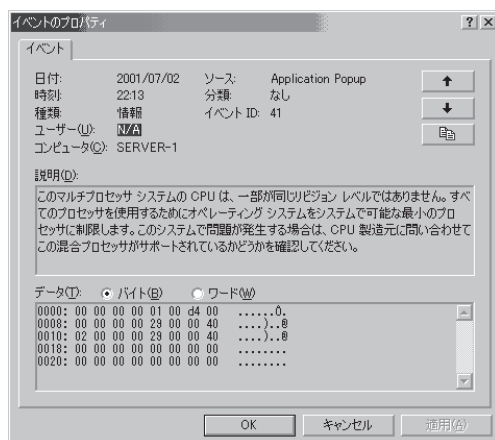 イベントのプロパティ
イベント
日付: 2001/07/02 ソース: Application Popup
時刻: 22:13 分類: なし
種類: 情報 イベント ID: 41
ユーザー(U): N/A
コンピュータ(C): SERVER-1
説明(D):
このマルチプロセッサ システムの CPU は、一部が同じリビジョン レベルではありません。すべ
てのプロセッサを使用するためにオペレーティング システムをシステムで可能な最小のプロ
セッサに制限します。このシステムで問題が発生する場合は、CPU 製造元に問い合わせて
この混合プロセッサがサポートされているかどうかを確認してください。
データ(T): バイト(B) ワード(W)
0000: 00 00 00 00 01 00 d4 00 ......Ô.
0008: 00 00 00 00 29 00 00 40 ....)..@
0010: 02 00 00 00 29 00 00 40 ....)..@
0018: 00 00 00 00 00 00 00 00 ........
0020: 00 00 00 00 00 00 00 00 ........
OK キャンセル 適用(A)